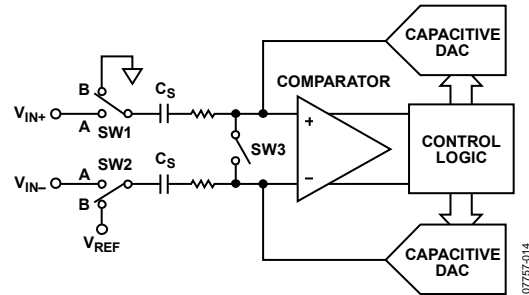 CAPACITIVE
DAC
B
CS
COMPARATOR
VIN+
A
SW1
+
SW3
CONTROL
LOGIC
VIN–
A
SW2
CS
–
B
VREF
CAPACITIVE
DAC
07757-014